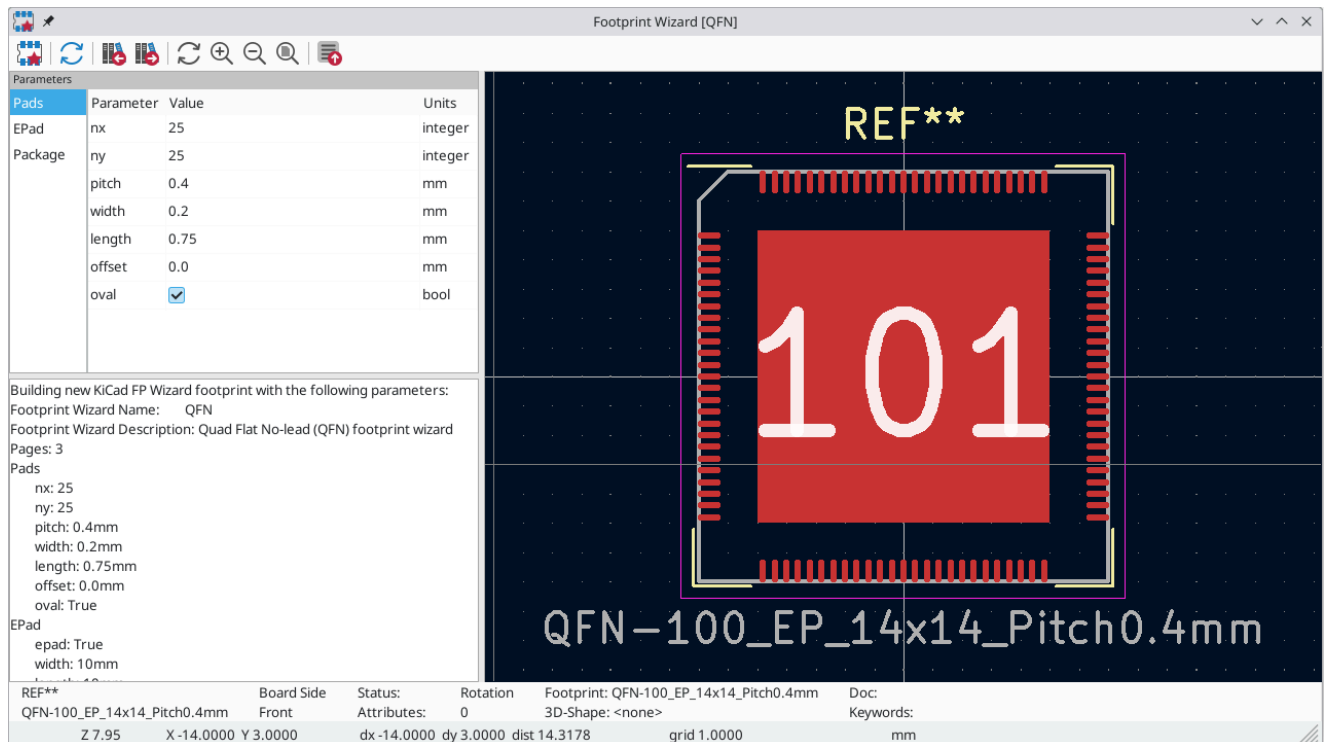 Footprint Wizard [QFN]
Parameters
Pads
EPad
Package
Parameter Value Units
nx 25 integer
ny 25 integer
pitch 0.4 mm
width 0.2 mm
length 0.75 mm
offset 0.0 mm
oval bool
Building new KiCad FP Wizard footprint with the following parameters:
Footprint Wizard Name: QFN
Footprint Wizard Description: Quad Flat No-lead (QFN) footprint wizard
Pages: 3
Pads
nx: 25
ny: 25
pitch: 0.4mm
width: 0.2mm
length: 0.75mm
offset: 0.0mm
oval: True
EPad
epad: True
width: 10mm
REF**
101
QFN-100_EP_14x14_Pitch0.4mm
REF** Board Side Status: Rotation Footprint: QFN-100_EP_14x14_Pitch0.4mm Doc:
QFN-100_EP_14x14_Pitch0.4mm Front Attributes: 0 3D-Shape: <none> Keywords:
Z 7.95 X -14.0000 Y 3.0000 dx -14.0000 dy 3.0000 dist 14.3178 grid 1.0000 mm